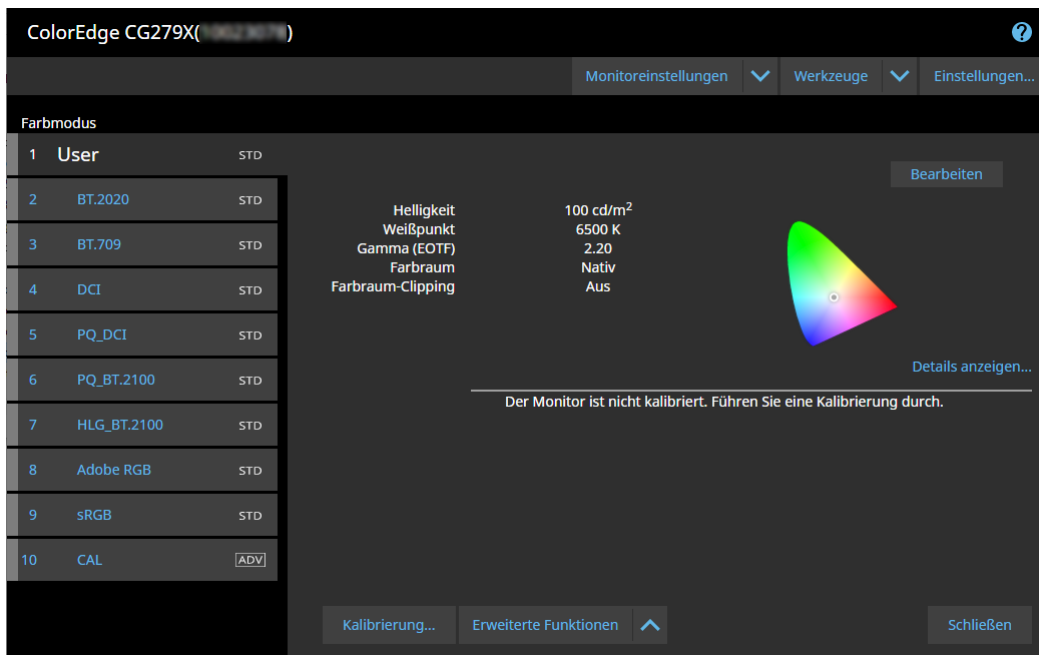 ColorEdge CG279X( )
?
Monitoreinstellungen Werkzeuge Einstellungen...
Farbmodus
1 User STD
2 BT.2020 STD
3 BT.709 STD
4 DCI STD
5 PQ_DCI STD
6 PQ_BT.2100 STD
7 HLG_BT.2100 STD
8 Adobe RGB STD
9 sRGB STD
10 CAL ADV
Bearbeiten
Helligkeit 100 cd/m²
Weißpunkt 6500 K
Gamma (EOTF) 2.20
Farbraum Nativ
Farbraum-Clipping Aus
Details anzeigen...
Der Monitor ist nicht kalibriert. Führen Sie eine Kalibrierung durch.
Kalibrierung... Erweiterte Funktionen Schließen